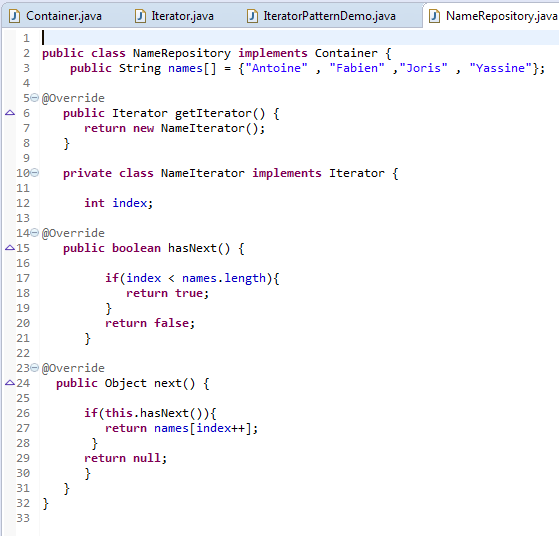 Container.java Iterator.java IteratorPatternDemo.java NameRepository.java
1
2 public class NameRepository implements Container {
3 public String names[] = {"Antoine" , "Fabien" ,"Joris" , "Yassine"};
4
5 @Override
6 public Iterator getIterator() {
7 return new NameIterator();
8 }
9
10 private class NameIterator implements Iterator {
11
12 int index;
13
14 @Override
15 public boolean hasNext() {
16
17 if(index < names.length){
18 return true;
19 }
20 return false;
21 }
22
23 @Override
24 public Object next() {
25
26 if(this.hasNext()){
27 return names[index++];
28 }
29 return null;
30 }
31 }
32 }
33